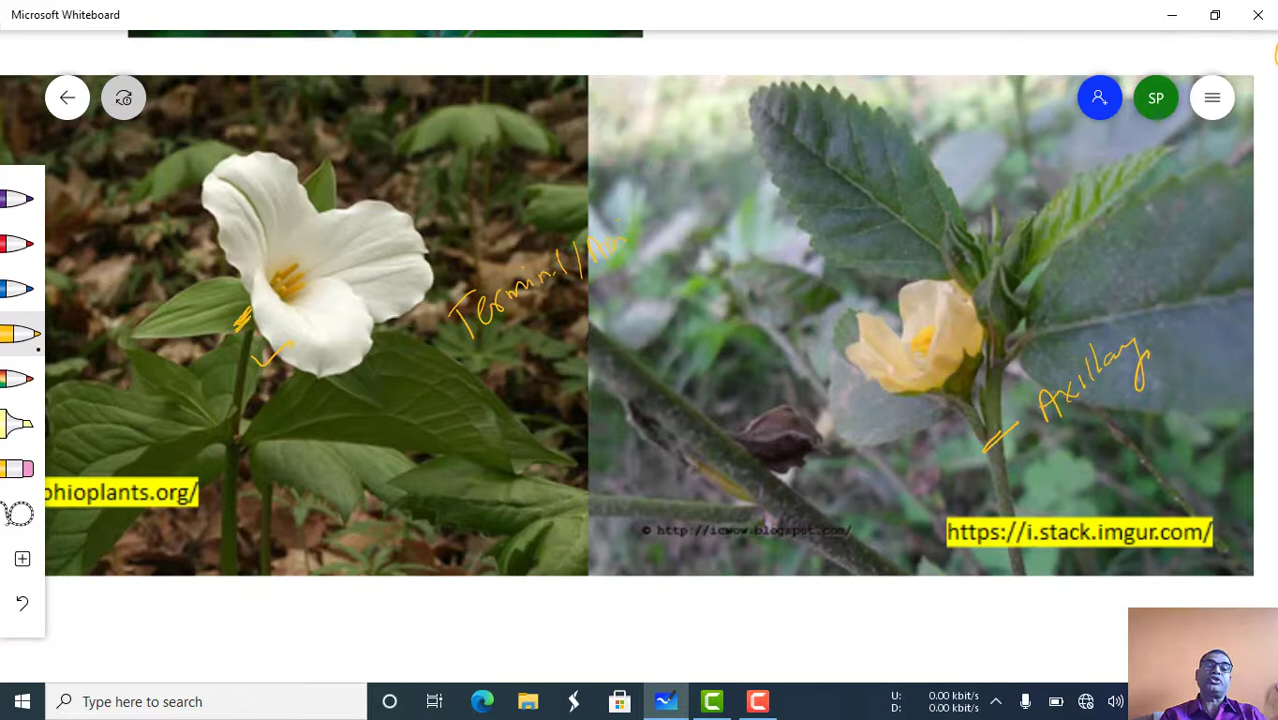 Microsoft Whiteboard
SP
Terminal/
Axillary
ohioplants.org/
© http://icwow.blogspot.com/
https://i.stack.imgur.com/
Type here to search
U: 0.00 kbit/s
D: 0.00 kbit/s